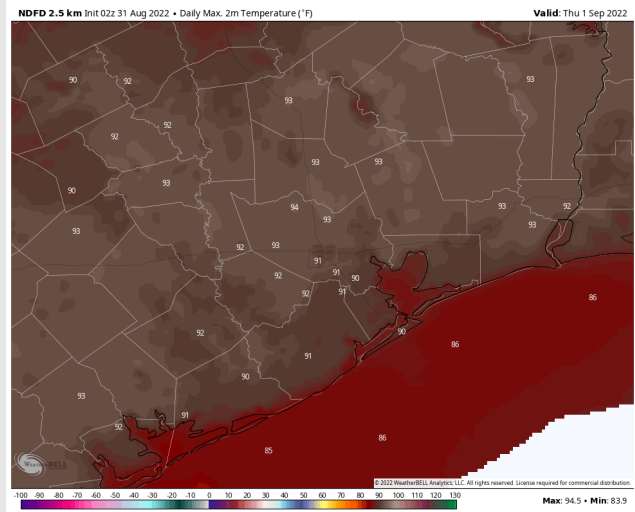 NDFD 2.5 km Init 02z 31 Aug 2022 • Daily Max. 2m Temperature (°F)
Valid: Thu 1 Sep 2022
90 92 93 93
92 92
93 93
90 93
94 93 92
93 93 93
92 93
91
92 91 90
92 91
92 90
91
90
93
91
92
86
86
86
85
WeatherBELL
© 2022 WeatherBELL Analytics, LLC. All rights reserved. License required for commercial distribution.
-100 -90 -80 -70 -60 -50 -40 -30 -20 -10 0 10 20 30 40 50 60 70 80 90 100 110 120 130
Max: 94.5 • Min: 83.9